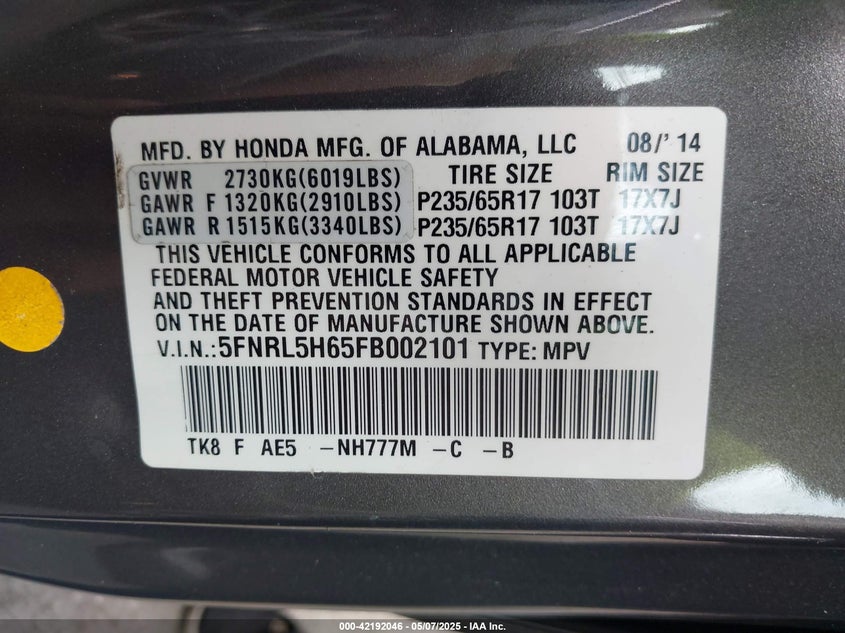 MFD. BY HONDA MFG. OF ALABAMA, LLC 08/'14
GVWR 2730KG(6019LBS) TIRE SIZE RIM SIZE
GAWR F 1320KG(2910LBS) P235/65R17 103T 17X7J
GAWR R 1515KG(3340LBS) P235/65R17 103T 17X7J
THIS VEHICLE CONFORMS TO ALL APPLICABLE
FEDERAL MOTOR VEHICLE SAFETY
AND THEFT PREVENTION STANDARDS IN EFFECT
ON THE DATE OF MANUFACTURE SHOWN ABOVE.
V.I.N.:5FNRL5H65FB002101 TYPE: MPV
TK8 F AE5 -NH777M -C -B
000-42192046 - 05/07/2025 - IAA Inc.